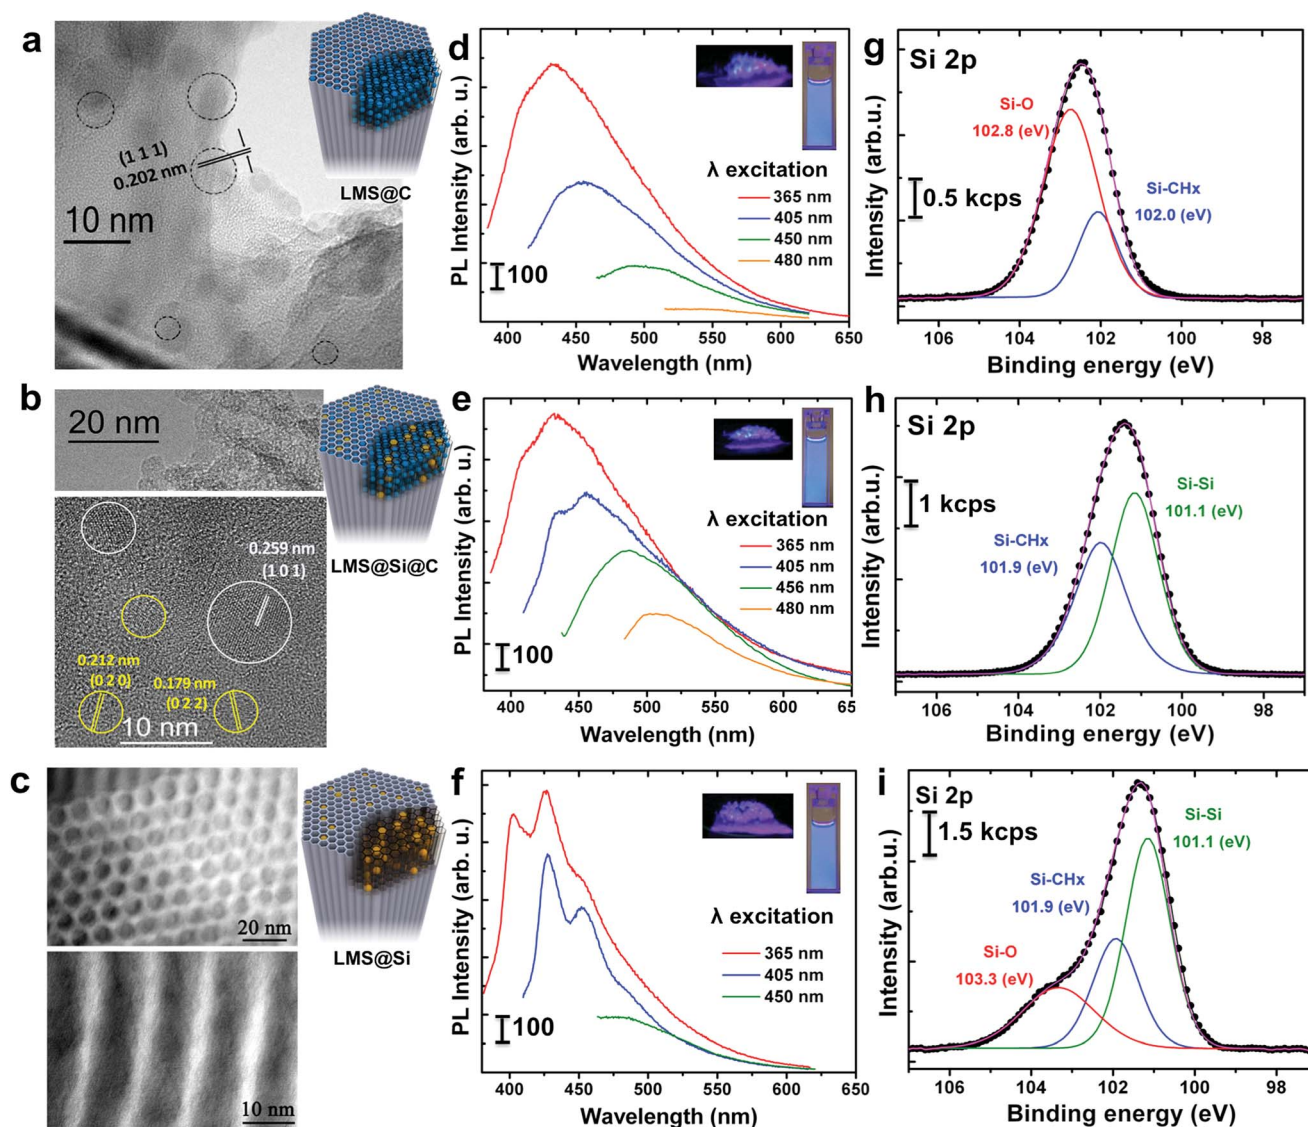 a
(1 1 1)
0.202 nm
10 nm
LMS@C
d
PL Intensity (arb. u.)
100
λ excitation
365 nm
405 nm
450 nm
480 nm
400 450 500 550 600 650
Wavelength (nm)
g
Si 2p
Intensity (arb.u.)
0.5 kcps
Si-O
102.8 (eV)
Si-CHx
102.0 (eV)
106 104 102 100 98
Binding energy (eV)
b
20 nm
0.259 nm
(1 0 1)
0.212 nm
(0 2 0)
0.179 nm
(0 2 2)
10 nm
LMS@Si@C
e
PL Intensity (arb. u.)
100
λ excitation
365 nm
405 nm
456 nm
480 nm
400 450 500 550 600 650
Wavelength (nm)
h
Si 2p
Intensity (arb.u.)
1 kcps
Si-CHx
101.9 (eV)
Si-Si
101.1 (eV)
106 104 102 100 98
Binding energy (eV)
c
20 nm
10 nm
LMS@Si
f
PL Intensity (arb. u.)
100
λ excitation
365 nm
405 nm
450 nm
400 450 500 550 600 650
Wavelength (nm)
i
Si 2p
Intensity (arb.u.)
1.5 kcps
Si-Si
101.1 (eV)
Si-CHx
101.9 (eV)
Si-O
103.3 (eV)
106 104 102 100 98
Binding energy (eV)